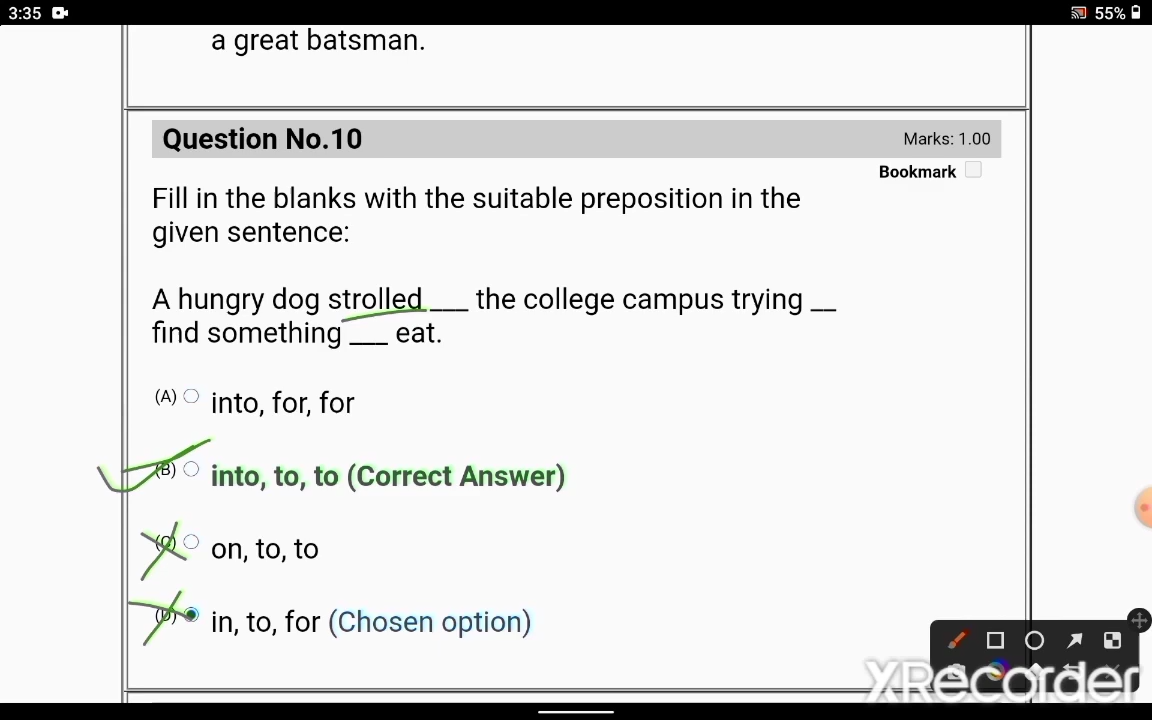 3:35
55%
a great batsman.
Question No.10
Marks: 1.00
Bookmark
Fill in the blanks with the suitable preposition in the
given sentence:
A hungry dog strolled ___ the college campus trying __
find something ___ eat.
(A) into, for, for
(B) into, to, to (Correct Answer)
(C) on, to, to
(D) in, to, for (Chosen option)
XRecorder